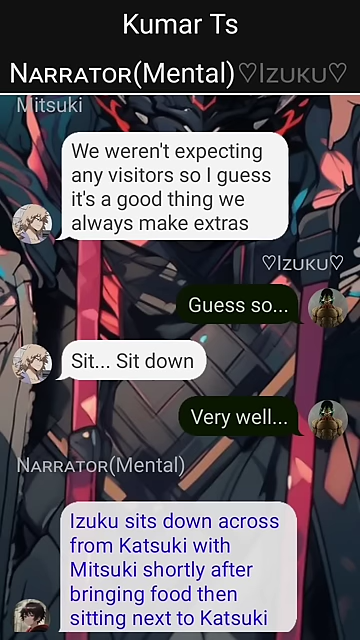 Kumar Ts
Narrator(Mental)♡Izuku♡
Mitsuki
We weren't expecting
any visitors so I guess
it's a good thing we
always make extras
♡Izuku♡
Guess so...
Sit... Sit down
Very well...
Narrator(Mental)
Izuku sits down across
from Katsuki with
Mitsuki shortly after
bringing food then
sitting next to Katsuki